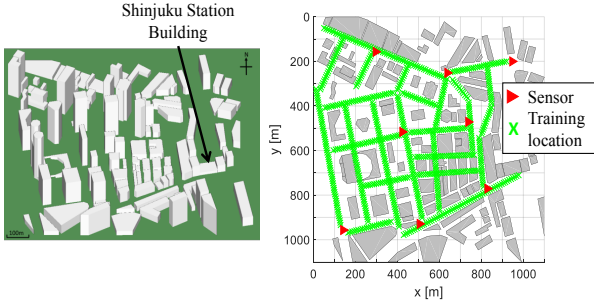 Shinjuku Station
Building
N
100m
0
200
400
600
800
1000
y [m]
0
200
400
600
800
1000
x [m]
Sensor
Training
location